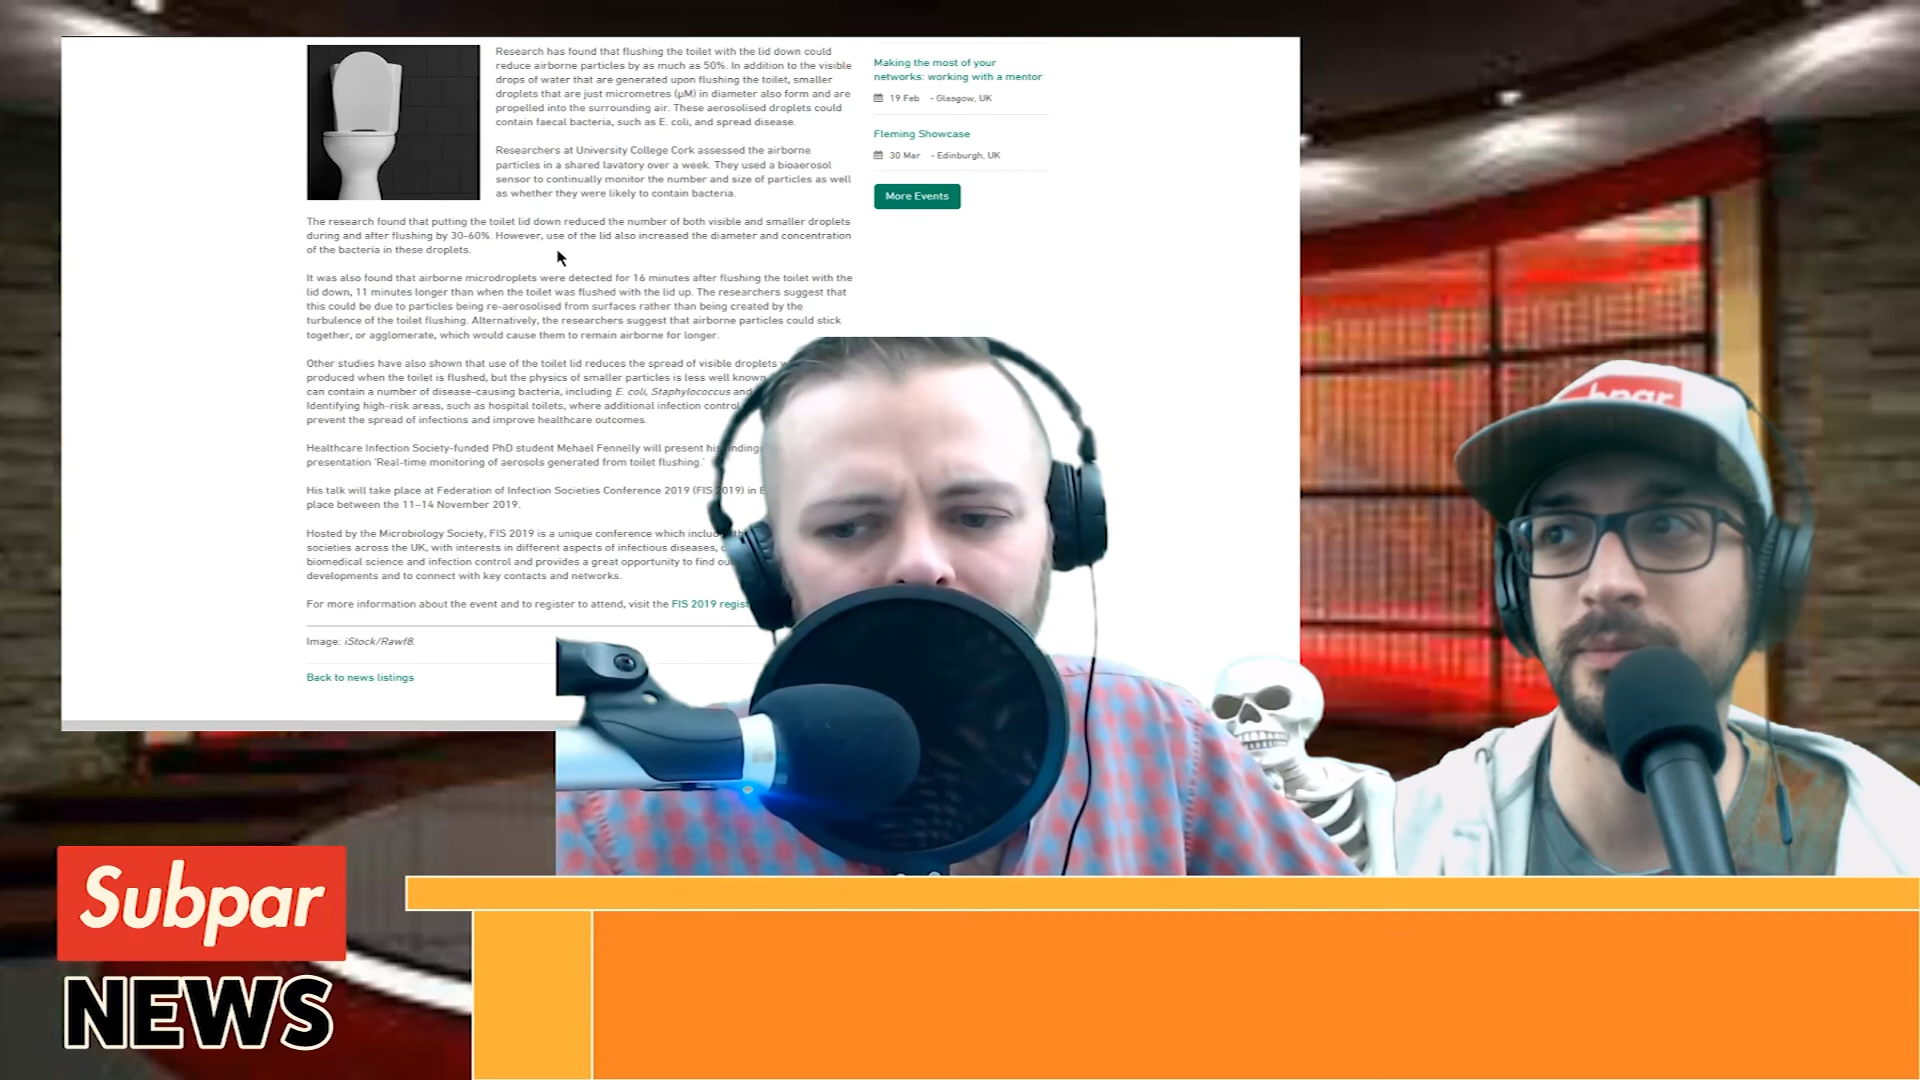 Research has found that flushing the toilet with the lid down could
reduce airborne particles by as much as 50%. In addition to the visible
drops of water that are generated upon flushing the toilet, smaller
droplets that are just micrometres (µM) in diameter also form and are
propelled into the surrounding air. These aerosolised droplets could
contain faecal bacteria, such as E. coli, and spread disease.
Researchers at University College Cork assessed the airborne
particles in a shared lavatory over a week. They used a bioaerosol
sensor to continually monitor the number and size of particles as well
as whether they were likely to contain bacteria.
The research found that putting the toilet lid down reduced the number of both visible and smaller droplets
during and after flushing by 30-60%. However, use of the lid also increased the diameter and concentration
of the bacteria in these droplets.
It was also found that airborne microdroplets were detected for 16 minutes after flushing the toilet with the
lid down, 11 minutes longer than when the toilet was flushed with the lid up. The researchers suggest that
this could be due to particles being re-aerosolised from surfaces rather than being created by the
turbulence of the toilet flushing. Alternatively, the researchers suggest that airborne particles could stick
together, or agglomerate, which would cause them to remain airborne for longer.
Other studies have also shown that use of the toilet lid reduces the spread of visible droplets
produced when the toilet is flushed, but the physics of smaller particles is less well known
can contain a number of disease-causing bacteria, including E. coli, Staphylococcus and
Identifying high-risk areas, such as hospital toilets, where additional infection control
prevent the spread of infections and improve healthcare outcomes.
Healthcare Infection Society-funded PhD student Mehael Fennelly will present his findings
presentation 'Real-time monitoring of aerosols generated from toilet flushing.'
His talk will take place at Federation of Infection Societies Conference 2019 (FIS 2019) in
place between the 11–14 November 2019.
Hosted by the Microbiology Society, FIS 2019 is a unique conference which includes
societies across the UK, with interests in different aspects of infectious diseases,
biomedical science and infection control and provides a great opportunity to find
developments and to connect with key contacts and networks.
For more information about the event and to register to attend, visit the FIS 2019
Image: iStock/Rawf8.
Back to news listings
Making the most of your
networks: working with a mentor
19 Feb - Glasgow, UK
Fleming Showcase
30 Mar - Edinburgh, UK
More Events
Subpar
NEWS